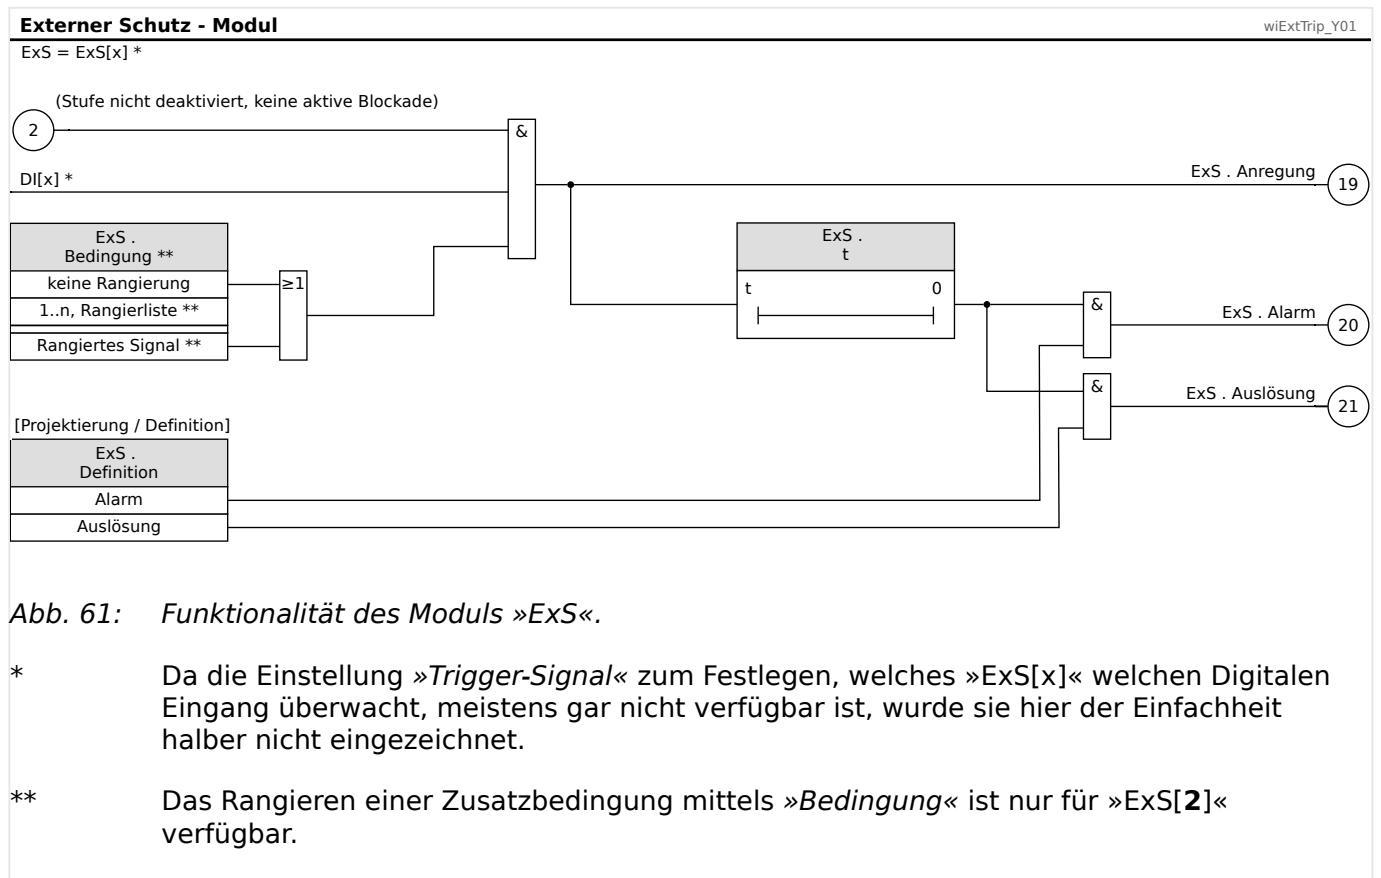 Externer Schutz - Modul
wiExtTrip_Y01
ExS = ExS[x] *
(Stufe nicht deaktiviert, keine aktive Blockade)
2
&
DI[x] *
ExS . Anregung
19
ExS .
Bedingung **
keine Rangierung
1..n, Rangierliste **
Rangiertes Signal **
≥1
ExS .
t
t 0
&
ExS . Alarm
20
&
ExS . Auslösung
21
[Projektierung / Definition]
ExS .
Definition
Alarm
Auslösung
Abb. 61: Funktionalität des Moduls »ExS«.
* Da die Einstellung »Trigger-Signal« zum Festlegen, welches »ExS[x]« welchen Digitalen
Eingang überwacht, meistens gar nicht verfügbar ist, wurde sie hier der Einfachheit
halber nicht eingezeichnet.
** Das Rangieren einer Zusatzbedingung mittels »Bedingung« ist nur für »ExS[2]«
verfügbar.